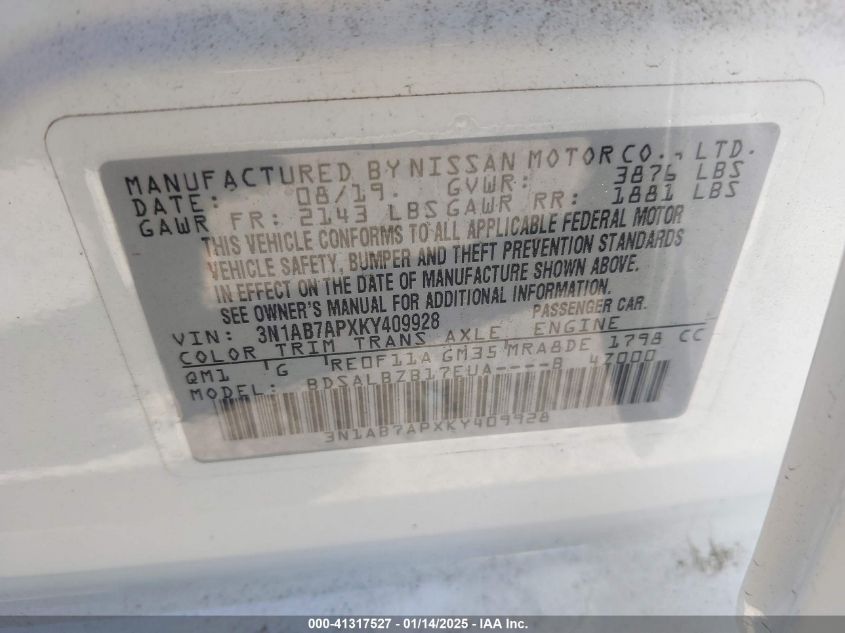 MANUFACTURED BY NISSAN MOTOR CO., LTD.
DATE: 08/19. GVWR: 3876 LBS
GAWR FR: 2143 LBS GAWR RR: 1881 LBS
THIS VEHICLE CONFORMS TO ALL APPLICABLE FEDERAL MOTOR
VEHICLE SAFETY, BUMPER AND THEFT PREVENTION STANDARDS
IN EFFECT ON THE DATE OF MANUFACTURE SHOWN ABOVE.
SEE OWNER'S MANUAL FOR ADDITIONAL INFORMATION.
VIN: 3N1AB7APXKY409928 PASSENGER CAR.
COLOR TRIM TRANS AXLE ENGINE
QM1 G RE0F11A GM35 MRA8DE 1798 CC
MODEL: BDSALBZB17EUA----B 47000
3N1AB7APXKY409928
000-41317527 - 01/14/2025 - IAA Inc.